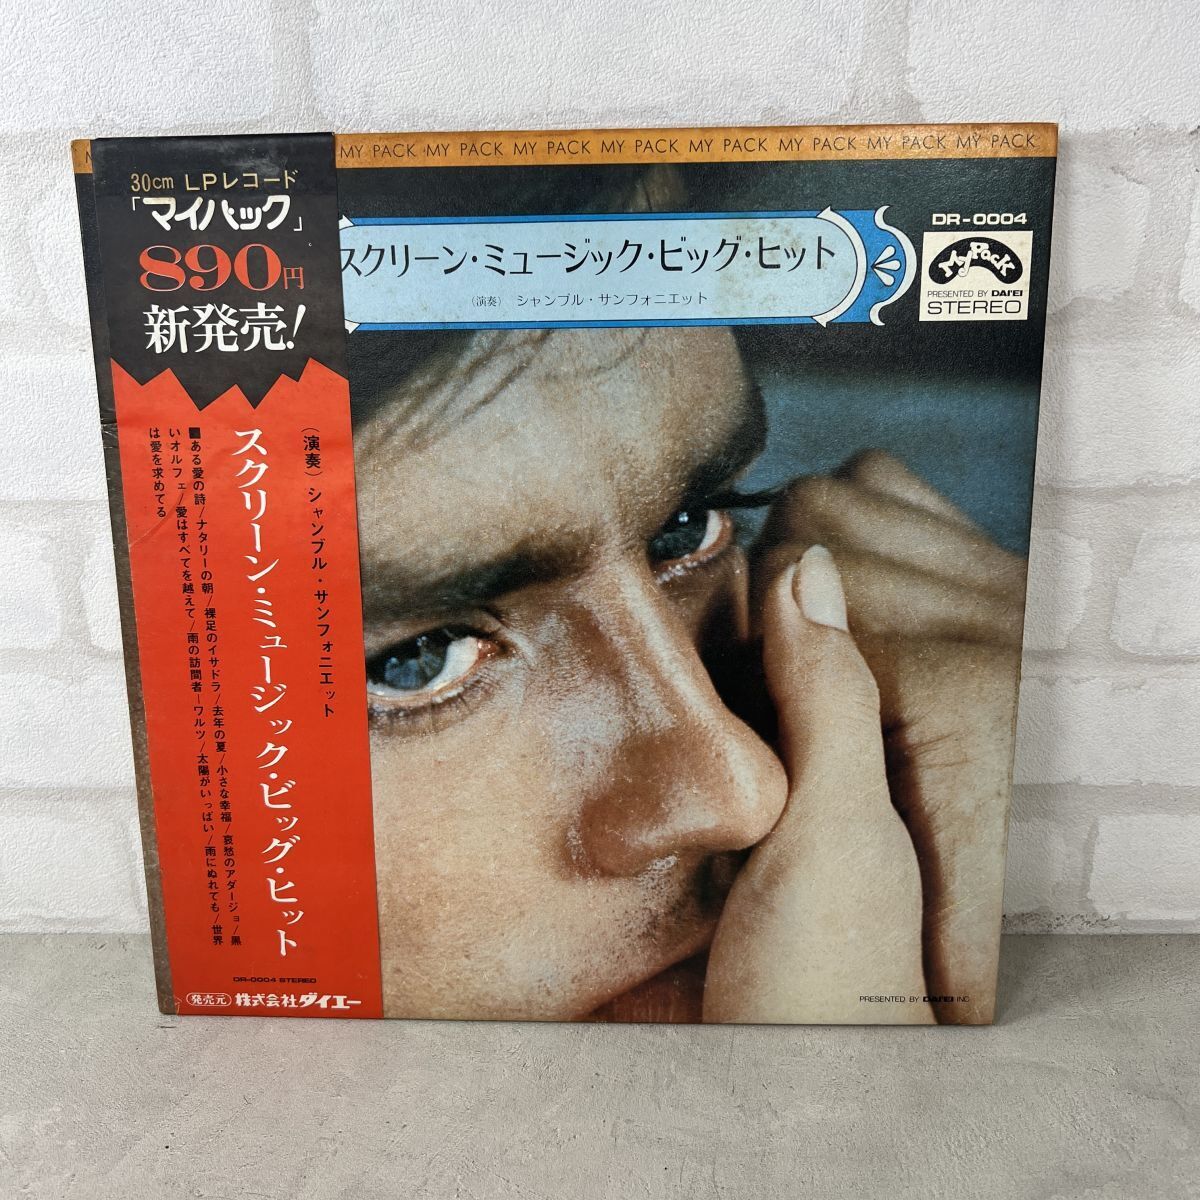 MY PACK MY PACK MY PACK MY PACK MY PACK MY PACK MY PACK MY PACK
30cm LPレコード
「マイパック」
890円
新発売!
スクリーン・ミュージック・ビッグ・ヒット
(演奏) シャンブル・サンフォニエット
DR-0004
My Pack
PRESENTED BY DAI'EI
STEREO
(演奏) シャンブル・サンフォニエット
スクリーン・ミュージック・ビッグ・ヒット
■ある愛の詩/ナタリーの朝/裸足のイサドラ/去年の夏/小さな幸福/哀愁のアダージョ/黒
いオルフェ/愛はすべてを越えて/雨の訪問者ーワルツ/太陽がいっぱい/雨にぬれても/世界
は愛を求めてる
DR-0004 STEREO
発売元 株式会社ダイエー
PRESENTED BY DAI'EI INC